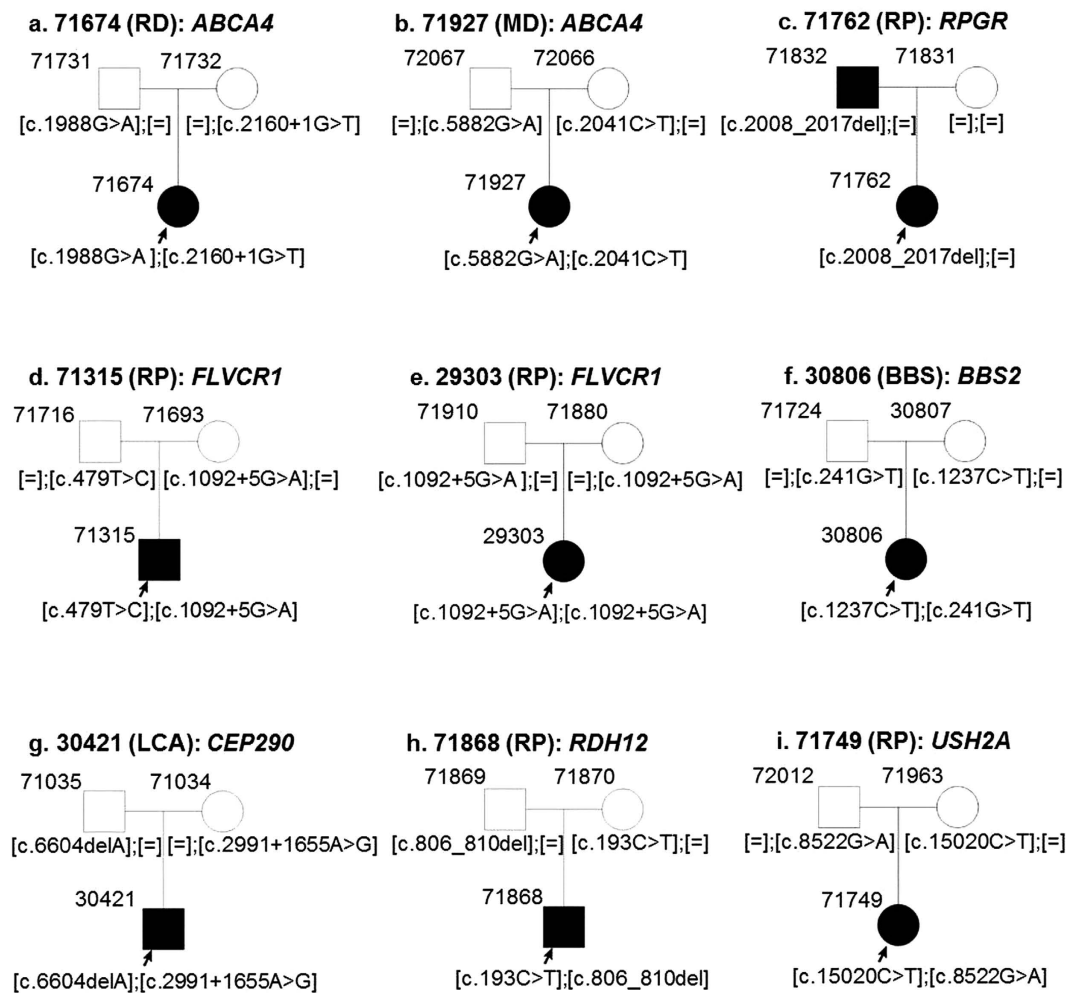 a. 71674 (RD): ABCA4
71731 71732
[c.1988G>A];[=] [=];[c.2160+1G>T]
71674
[c.1988G>A ];[c.2160+1G>T]
b. 71927 (MD): ABCA4
72067 72066
[=];[c.5882G>A] [c.2041C>T];[=]
71927
[c.5882G>A];[c.2041C>T]
c. 71762 (RP): RPGR
71832 71831
[c.2008_2017del];[=] [=];[=]
71762
[c.2008_2017del];[=]
d. 71315 (RP): FLVCR1
71716 71693
[=];[c.479T>C] [c.1092+5G>A];[=]
71315
[c.479T>C];[c.1092+5G>A]
e. 29303 (RP): FLVCR1
71910 71880
[c.1092+5G>A ];[=] [=];[c.1092+5G>A]
29303
[c.1092+5G>A];[c.1092+5G>A]
f. 30806 (BBS): BBS2
71724 30807
[=];[c.241G>T] [c.1237C>T];[=]
30806
[c.1237C>T];[c.241G>T]
g. 30421 (LCA): CEP290
71035 71034
[c.6604delA];[=] [=];[c.2991+1655A>G]
30421
[c.6604delA];[c.2991+1655A>G]
h. 71868 (RP): RDH12
71869 71870
[c.806_810del];[=] [c.193C>T];[=]
71868
[c.193C>T];[c.806_810del]
i. 71749 (RP): USH2A
72012 71963
[=];[c.8522G>A] [c.15020C>T];[=]
71749
[c.15020C>T];[c.8522G>A]